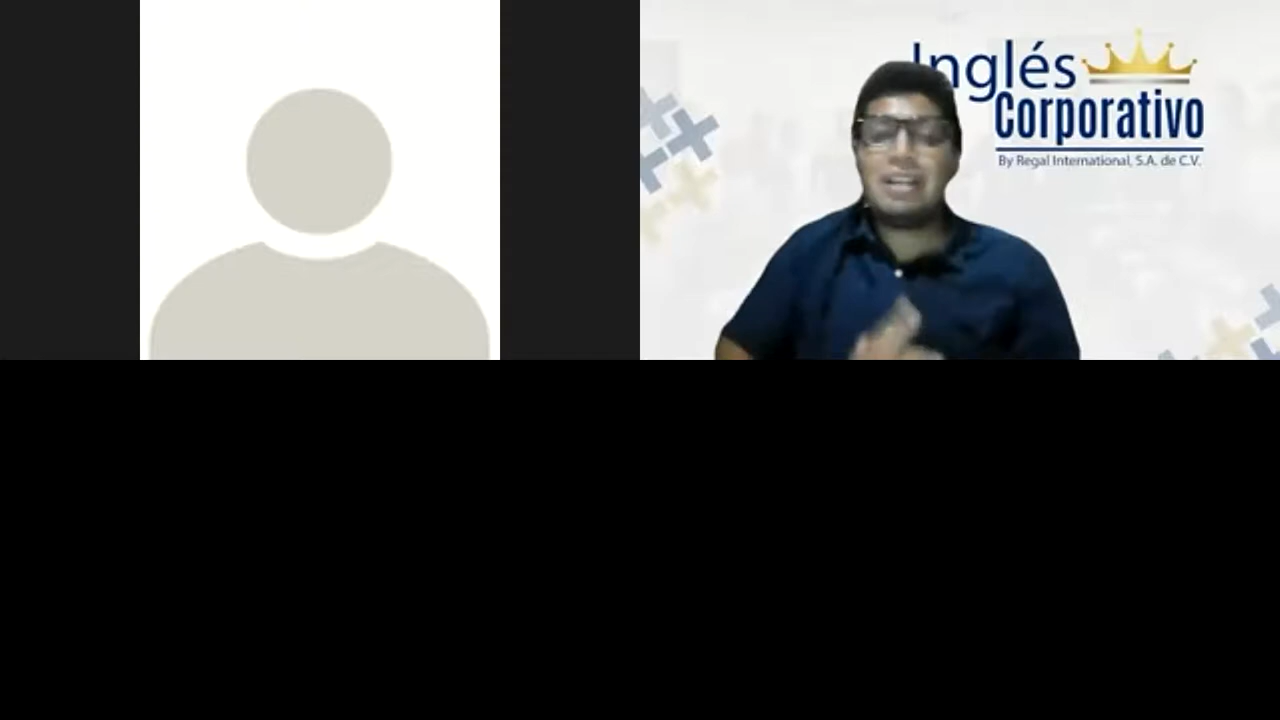 Inglés
Corporativo
By Regal International, S.A. de C.V.